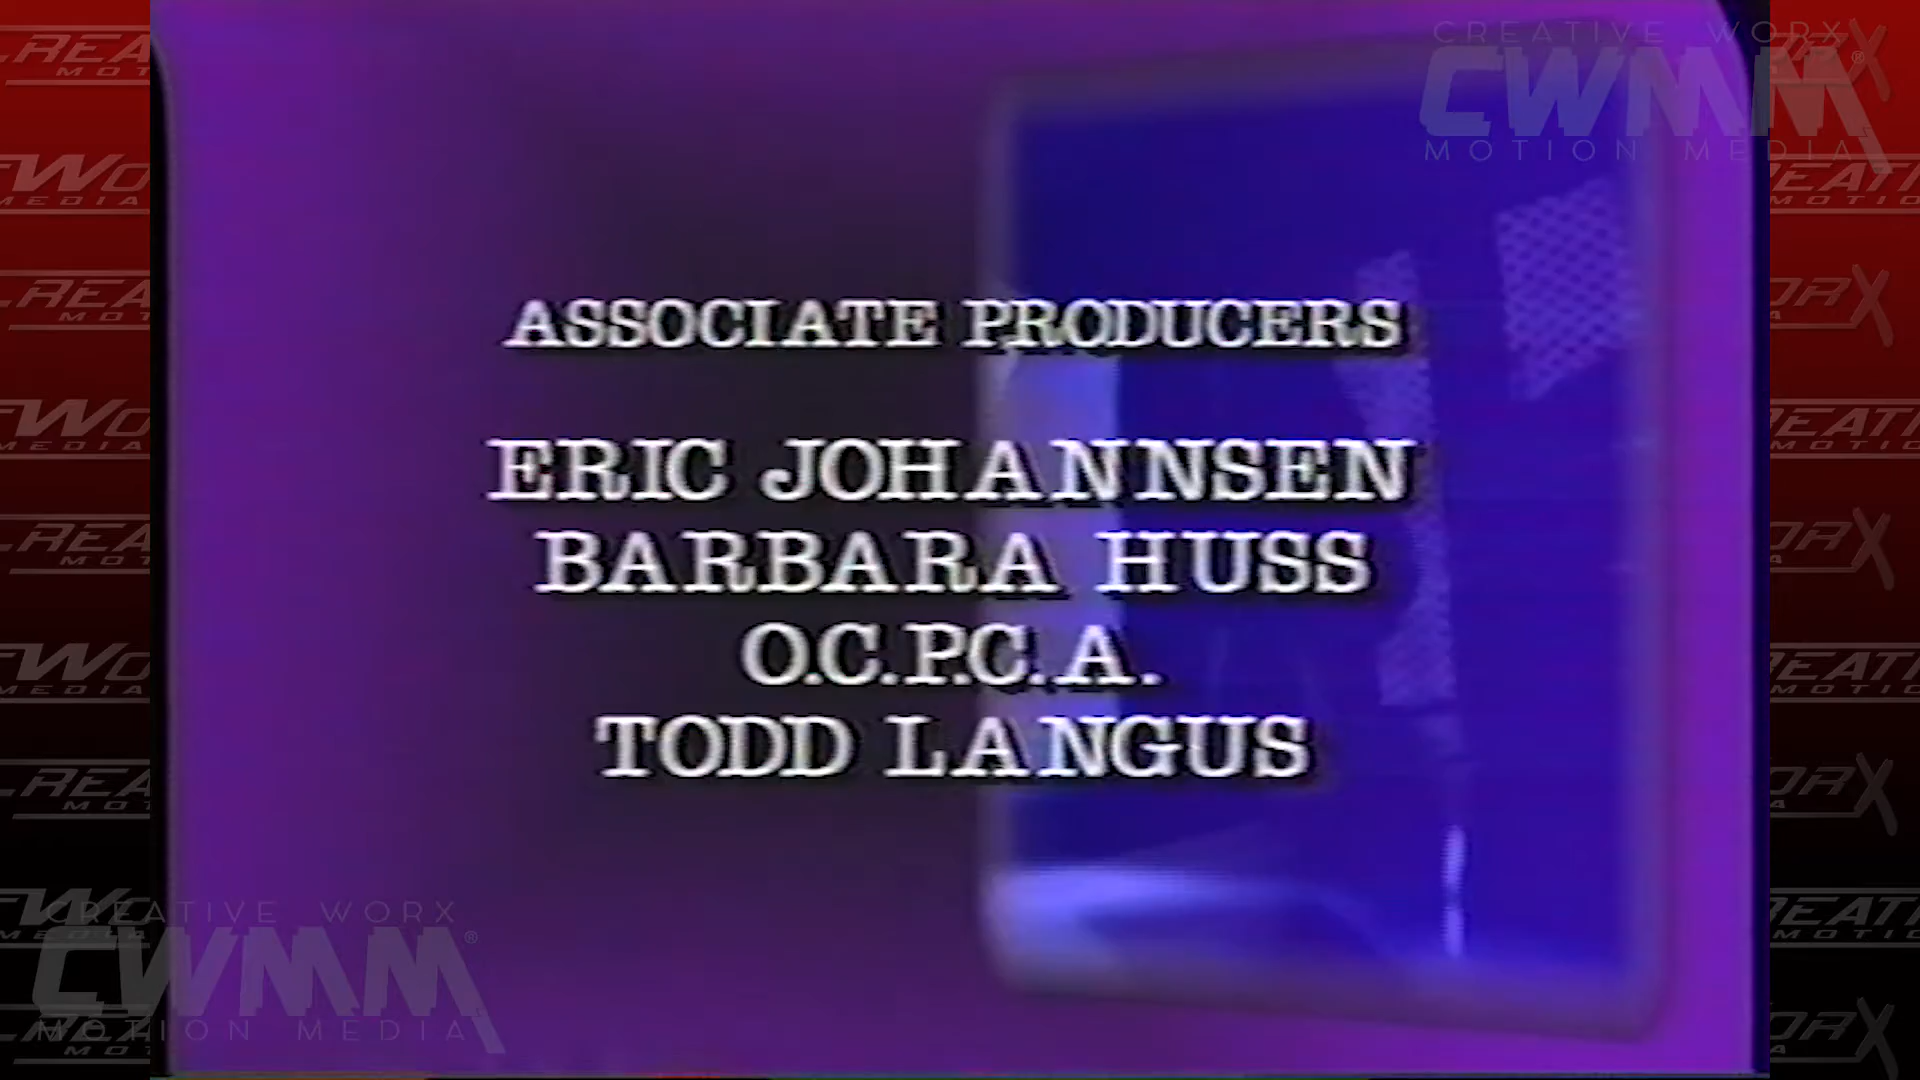 CREATIVE WORX
CWMM®
MOTION MEDIA
ASSOCIATE PRODUCERS
ERIC JOHANNSEN
BARBARA HUSS
O.C.P.C.A.
TODD LANGUS
CREATIVE WORX
CWMM®
MOTION MEDIA